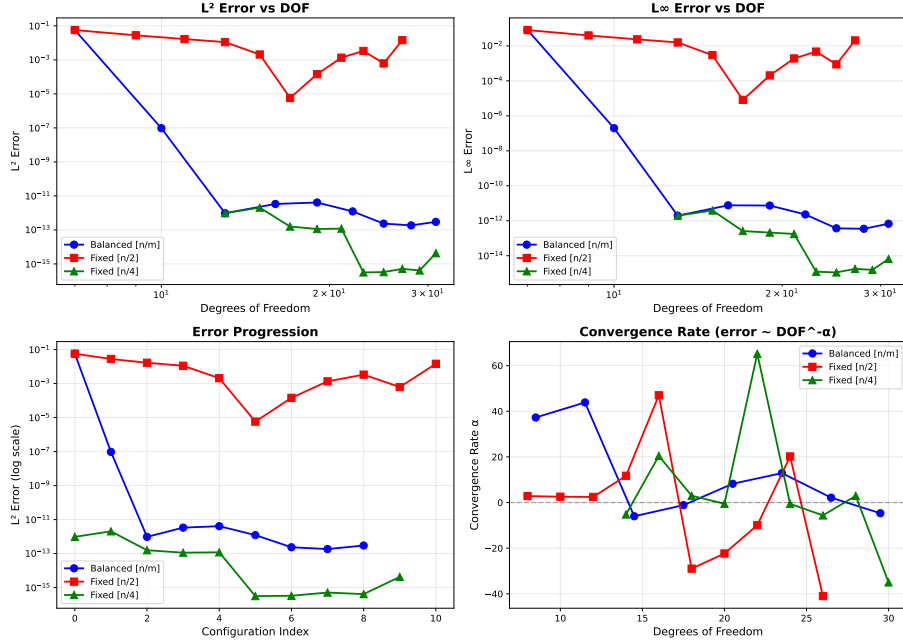 L² Error vs DOF
10⁻¹
10⁻³
10⁻⁵
10⁻⁷
10⁻⁹
10⁻¹¹
10⁻¹³
10⁻¹⁵
L² Error
Balanced [n/m]
Fixed [n/2]
Fixed [n/4]
10¹
2 × 10¹
3 × 10¹
Degrees of Freedom
L∞ Error vs DOF
10⁻²
10⁻⁴
10⁻⁶
10⁻⁸
10⁻¹⁰
10⁻¹²
10⁻¹⁴
L∞ Error
Balanced [n/m]
Fixed [n/2]
Fixed [n/4]
10¹
2 × 10¹
3 × 10¹
Degrees of Freedom
Error Progression
10⁻¹
10⁻³
10⁻⁵
10⁻⁷
10⁻⁹
10⁻¹¹
10⁻¹³
10⁻¹⁵
L² Error (log scale)
Balanced [n/m]
Fixed [n/2]
Fixed [n/4]
0 2 4 6 8 10
Configuration Index
Convergence Rate (error ~ DOF^-α)
60
40
20
0
−20
−40
Convergence Rate α
Balanced [n/m]
Fixed [n/2]
Fixed [n/4]
10 15 20 25 30
Degrees of Freedom